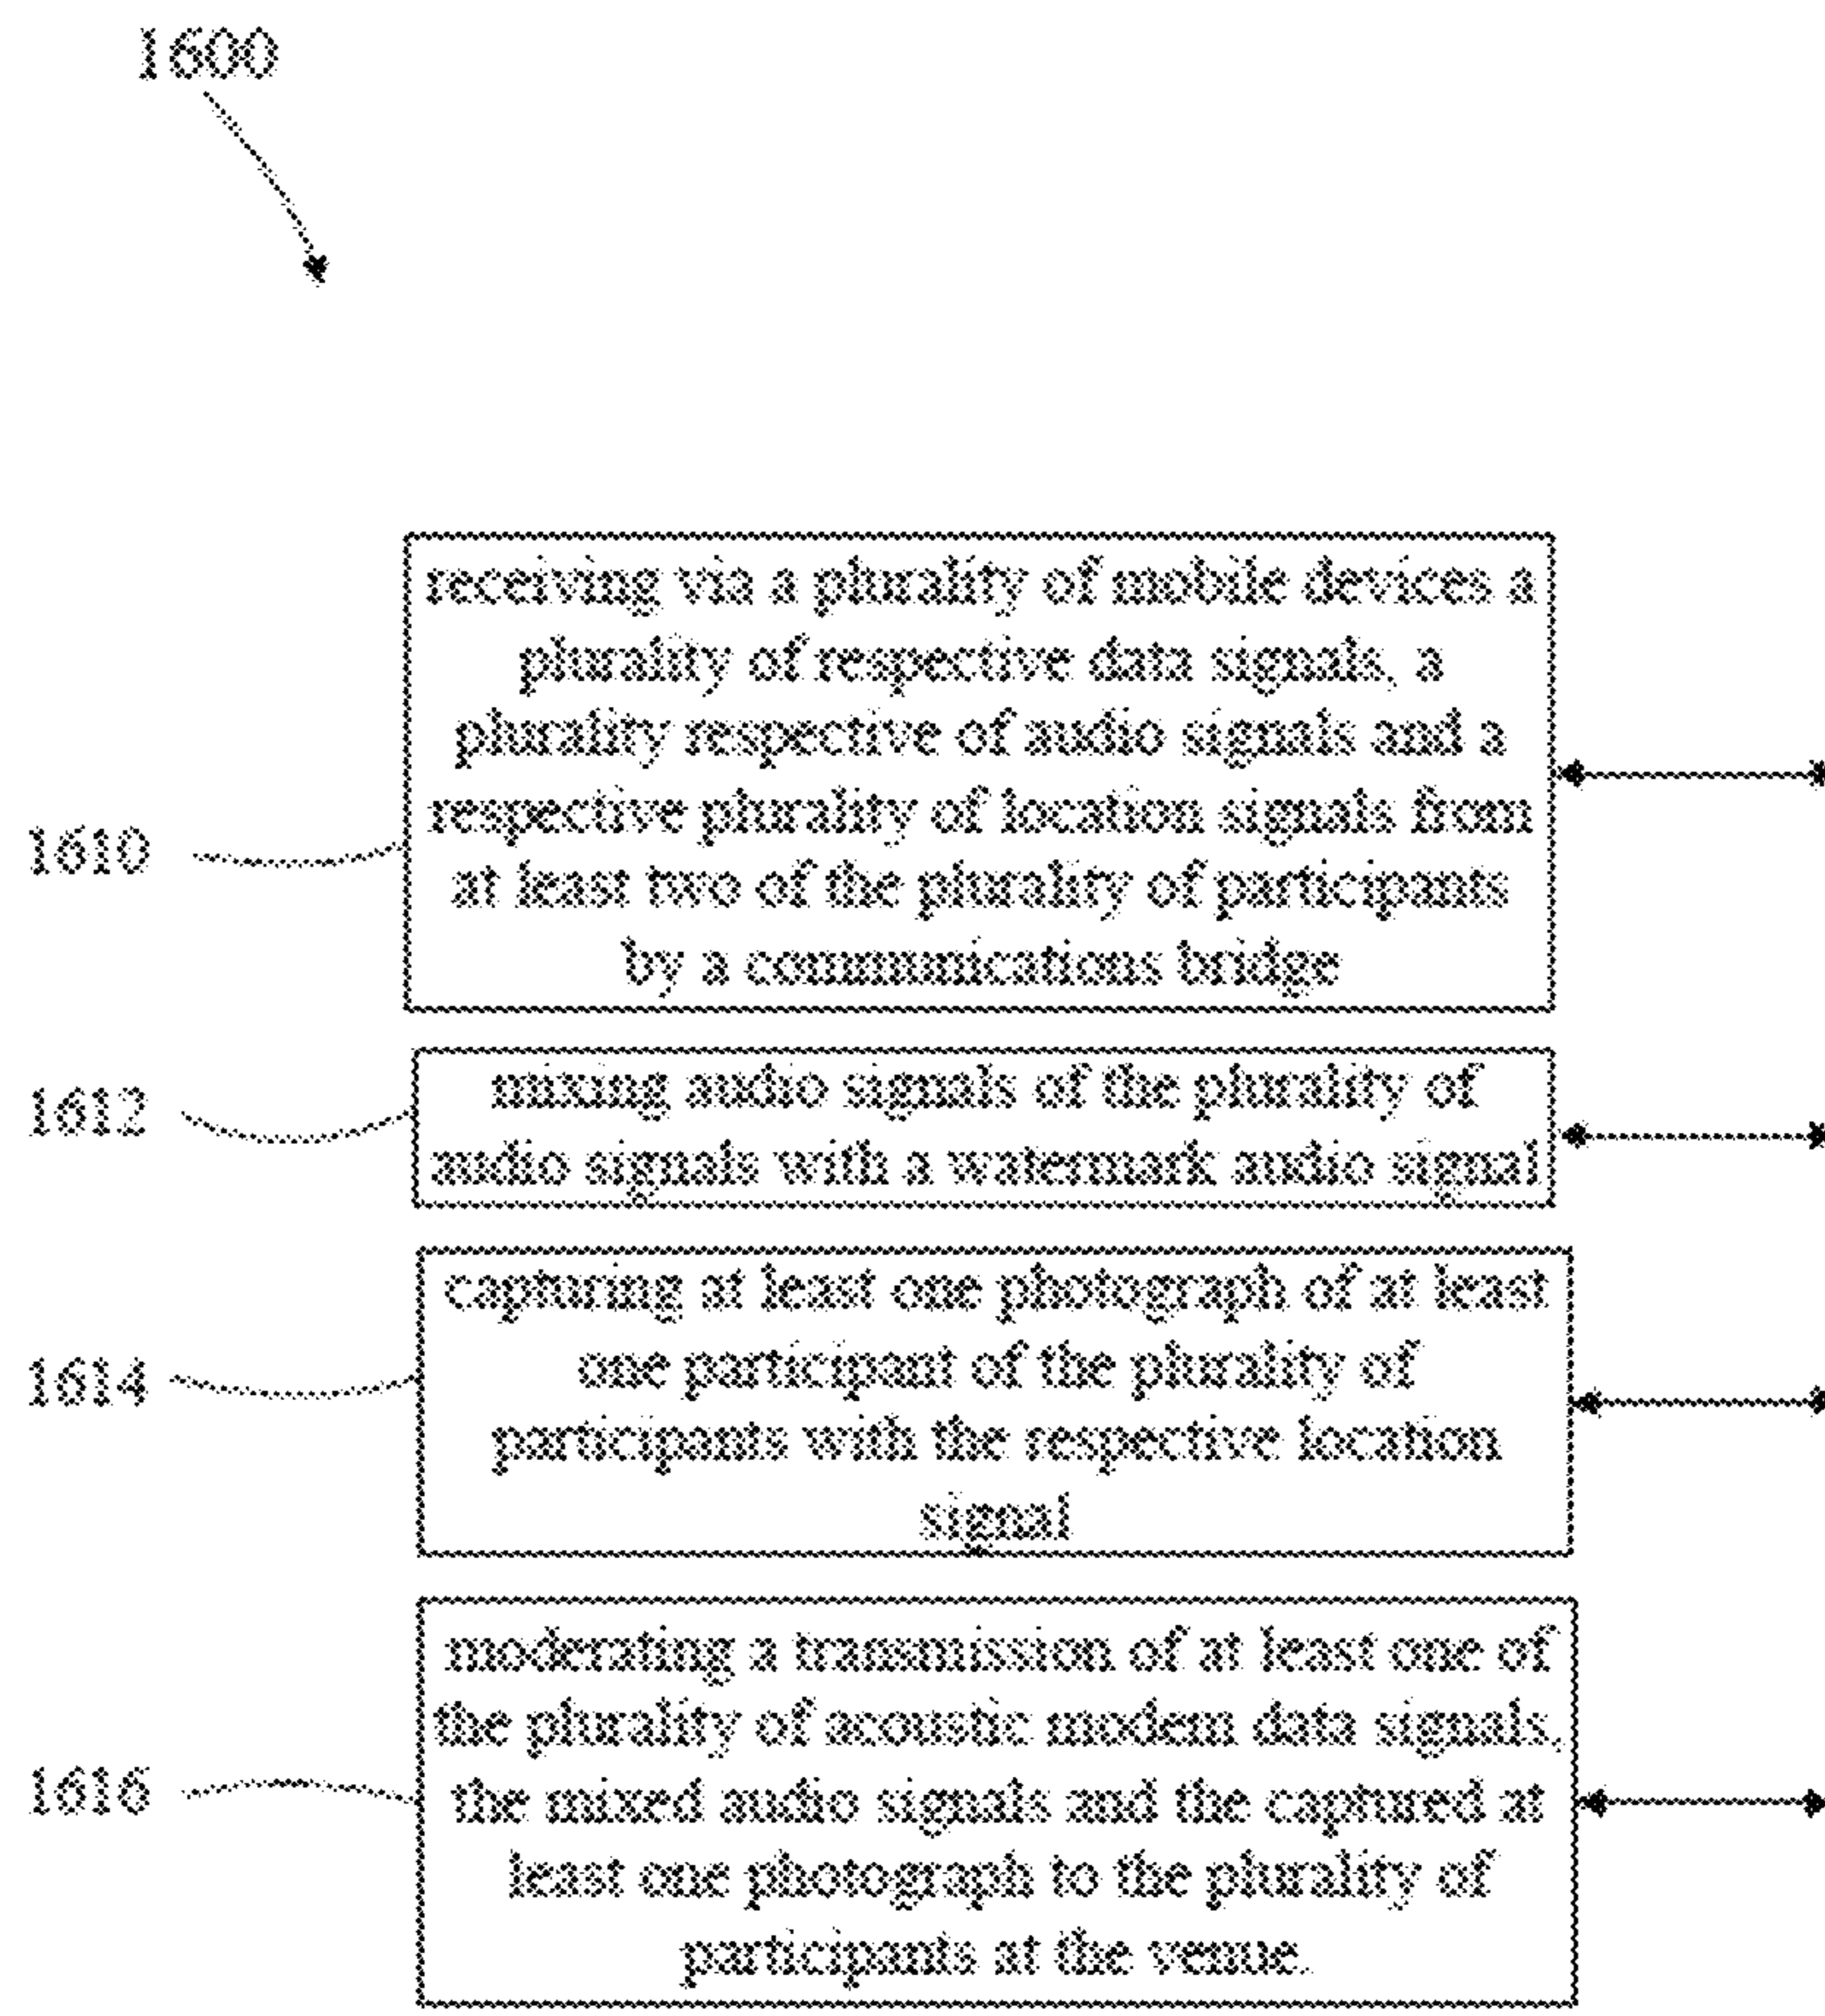 1600
receiving via a plurality of mobile devices a
plurality of respective data signals, a
plurality respective of audio signals and a
respective plurality of location signals from
1610
at least two of the plurality of participants
by a communications bridge
1612
mixing audio signals of the plurality of
audio signals with a watermark audio signal
capturing at least one photograph of at least
1614
one participant of the plurality of
participants with the respective location
signal
moderating a transmission of at least one of
the plurality of acoustic modem data signals,
1616
the mixed audio signals and the captured at
least one photograph to the plurality of
participants at the venue.